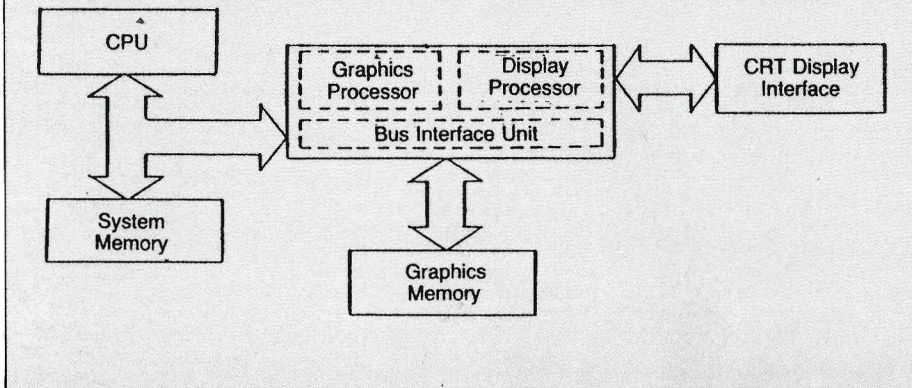 CPU
Graphics
Processor
Display
Processor
Bus Interface Unit
CRT Display
Interface
System
Memory
Graphics
Memory